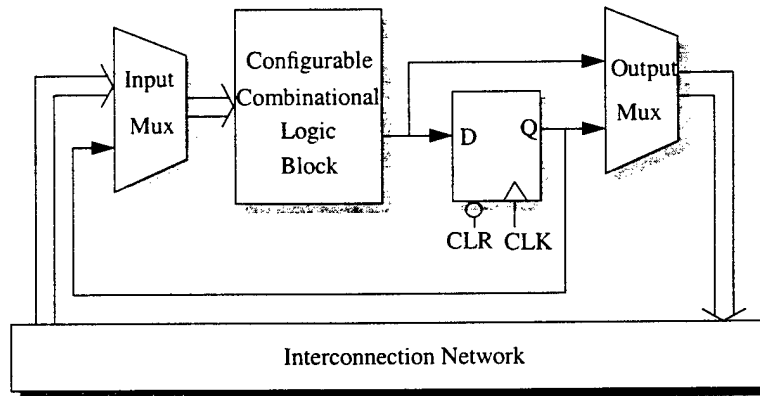 Input
Mux
Configurable
Combinational
Logic
Block
D
Q
CLR
CLK
Output
Mux
Interconnection Network